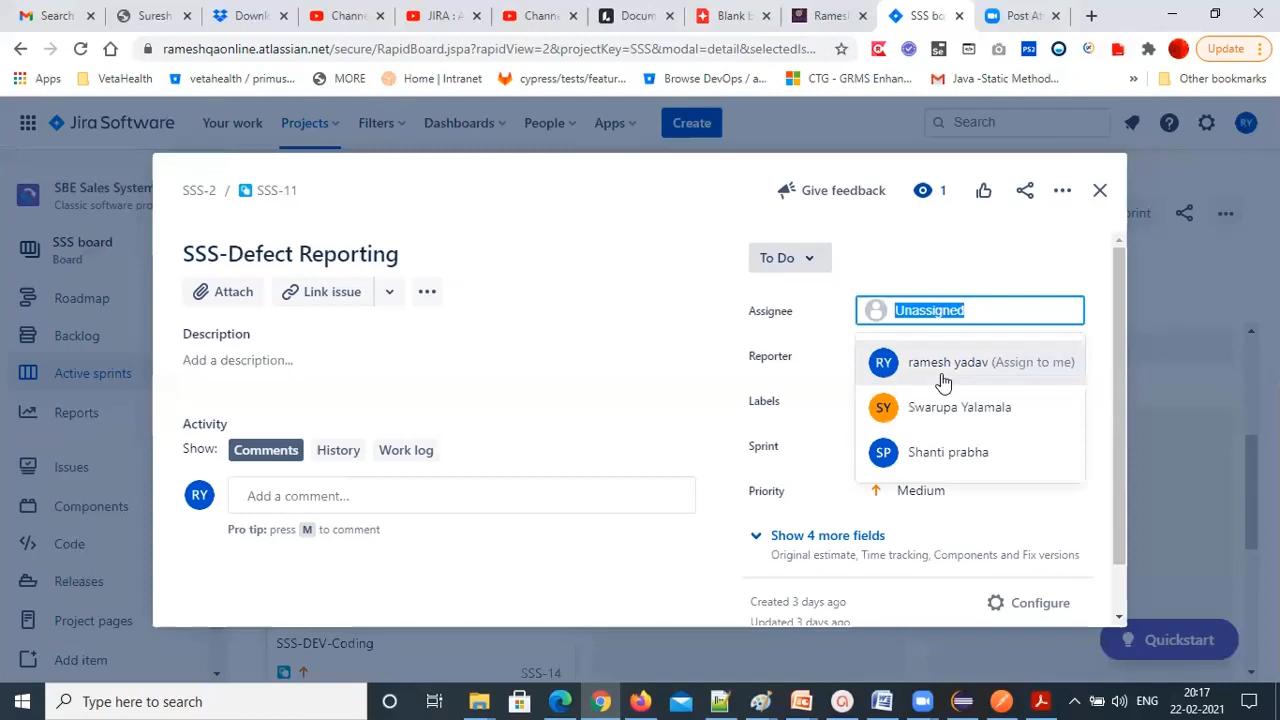 Search
Suresh
Downl
Channe
JIRA : A
Channe
Docum
Blank b
Ramesh
SSS bo
Post At
rameshqaonline.atlassian.net/secure/RapidBoard.jspa?rapidView=2&projectKey=SSS&modal=detail&selectedIs...
Update
Apps
VetaHealth
vetahealth / primus...
MORE
Home | Intranet
cypress/tests/featur...
Browse DevOps / a...
CTG - GRMS Enhan...
Java -Static Method...
»
Other bookmarks
Jira Software
Your work
Projects
Filters
Dashboards
People
Apps
Create
Search
RY
SBE Sales System
Classic software pro
SSS board
Board
Roadmap
Backlog
Active sprints
Reports
Issues
Components
Code
Releases
Project pages
Add item
SSS-2 / SSS-11
Give feedback
1
SSS-Defect Reporting
Attach
Link issue
Description
Add a description...
Activity
Show:
Comments
History
Work log
RY
Add a comment...
Pro tip: press M to comment
To Do
Assignee
Unassigned
RY ramesh yadav (Assign to me)
SY Swarupa Yalamala
SP Shanti prabha
Reporter
Labels
Sprint
Priority
Medium
Show 4 more fields
Original estimate, Time tracking, Components and Fix versions
Created 3 days ago
Updated 3 days ago
Configure
print
SSS-DEV-Coding
SSS-14
Quickstart
Type here to search
ENG
20:17
22-02-2021